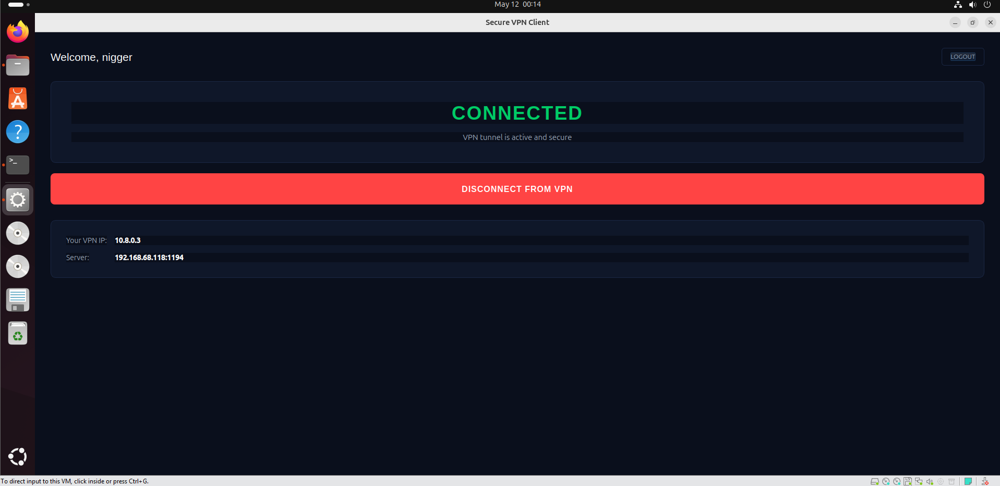 May 12 00:14
Secure VPN Client
Welcome, nigger
LOGOUT
CONNECTED
VPN tunnel is active and secure
DISCONNECT FROM VPN
Your VPN IP: 10.8.0.3
Server: 192.168.68.118:1194
To direct input to this VM, click inside or press Ctrl+G.